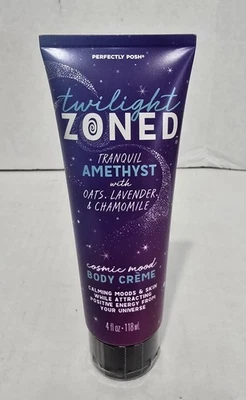 PERFECTLY POSH®
twilight
ZONED
TRANQUIL
AMETHYST
with
OATS, LAVENDER,
& CHAMOMILE
cosmic mood
BODY CRÈME
CALMING MOODS & SKIN
WHILE ATTRACTING
POSITIVE ENERGY FROM
YOUR UNIVERSE
4 fl oz • 118 mL